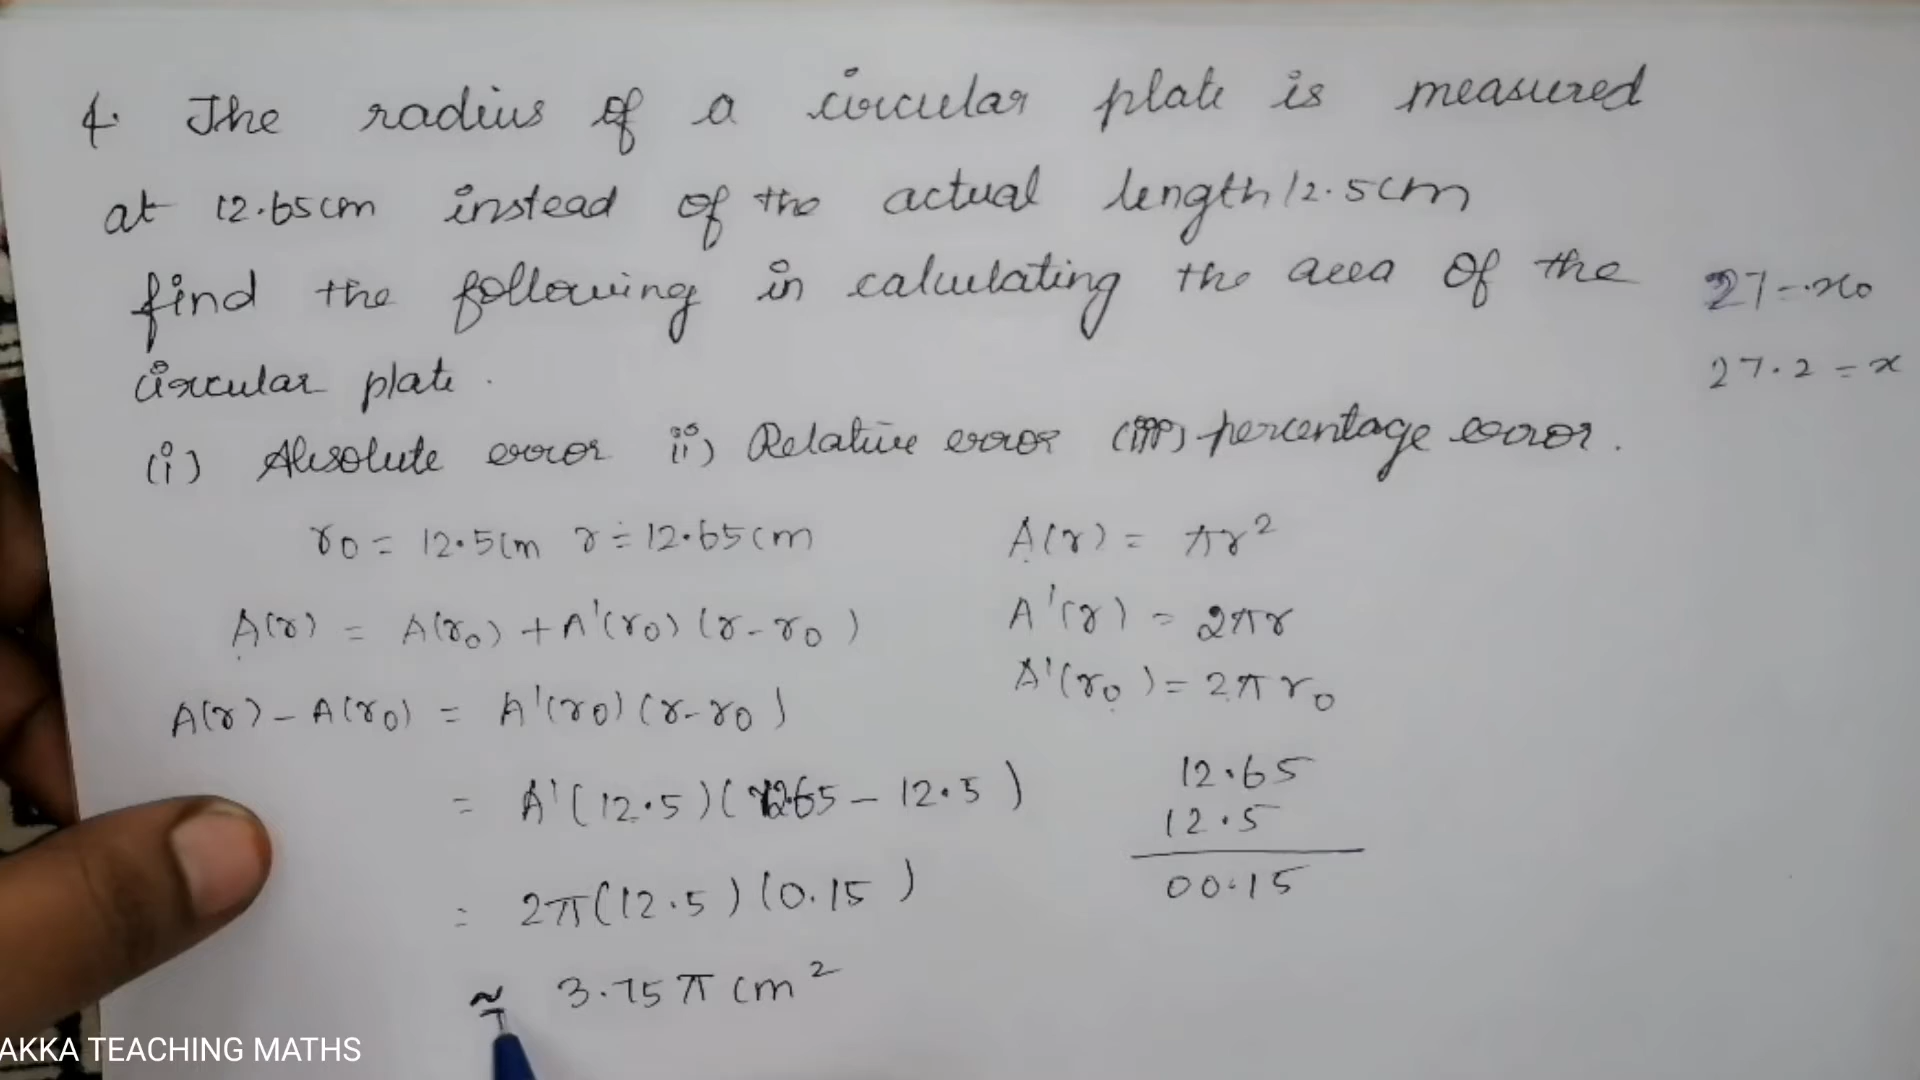 4. The radius of a circular plate is measured
at 12.65cm instead of the actual length 12.5cm
find the following in calculating the area of the
circular plate.
(i) Absolute error ii) Relative error (iii) percentage error.
27 - x0
27.2 = x
r0 = 12.5cm r = 12.65cm
A(r) = A(r0) + A'(r0) (r - r0)
A(r) - A(r0) = A'(r0) (r - r0)
= A'(12.5) (12.65 - 12.5)
= 2π(12.5) (0.15)
≈ 3.75 π cm²
A(r) = πr²
A'(r) = 2πr
A'(r0) = 2πr0
12.65
12.5
00.15
AKKA TEACHING MATHS